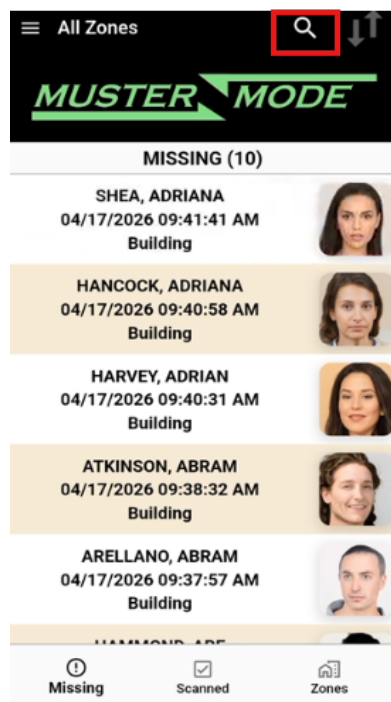 All Zones
MUSTER MODE
MISSING (10)
SHEA, ADRIANA
04/17/2026 09:41:41 AM
Building
HANCOCK, ADRIANA
04/17/2026 09:40:58 AM
Building
HARVEY, ADRIAN
04/17/2026 09:40:31 AM
Building
ATKINSON, ABRAM
04/17/2026 09:38:32 AM
Building
ARELLANO, ABRAM
04/17/2026 09:37:57 AM
Building
HAMMOND, ABE
Missing
Scanned
Zones